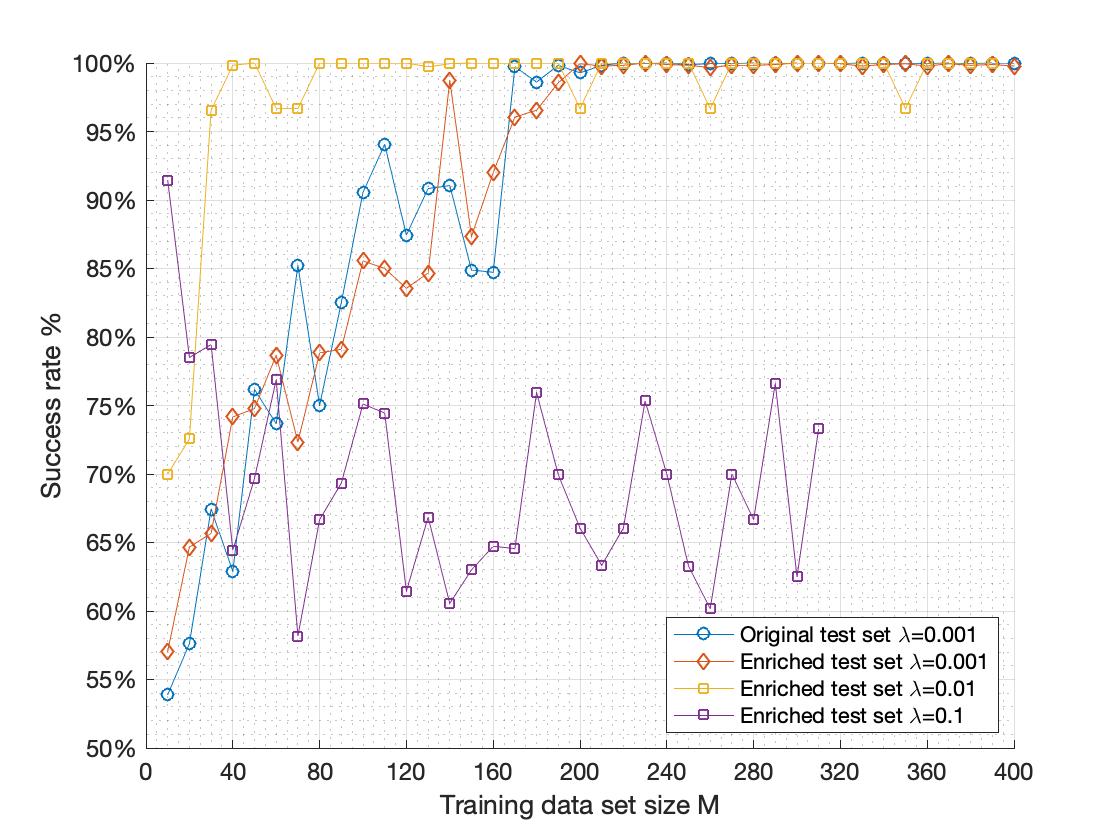 100%
95%
90%
85%
80%
75%
70%
65%
60%
55%
50%
Success rate %
Original test set λ=0.001
Enriched test set λ=0.001
Enriched test set λ=0.01
Enriched test set λ=0.1
0 40 80 120 160 200 240 280 320 360 400
Training data set size M